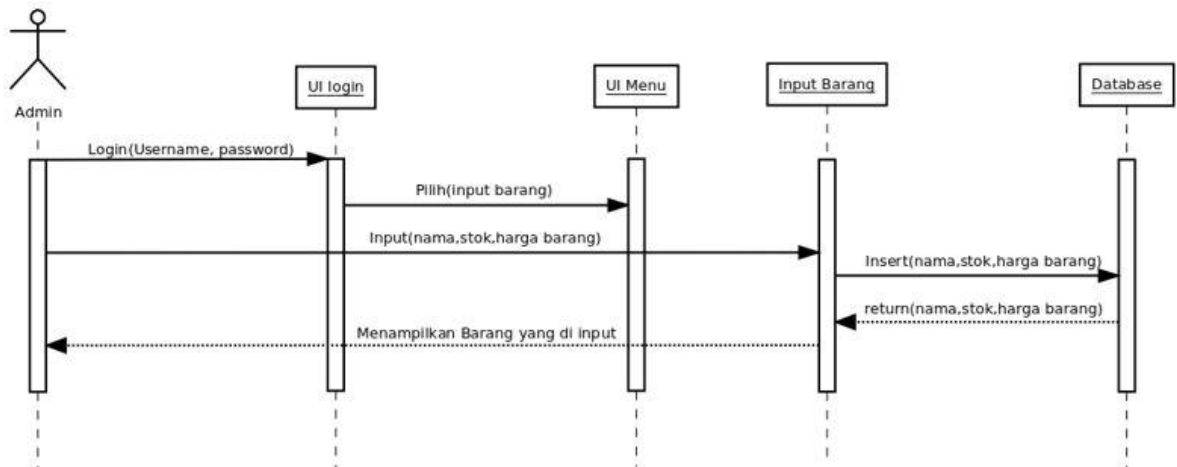 Admin
UI login
UI Menu
Input Barang
Database
Login(Username, password)
Pilih(input barang)
Input(nama,stok,harga barang)
Insert(nama,stok,harga barang)
return(nama,stok,harga barang)
Menampilkan Barang yang di input